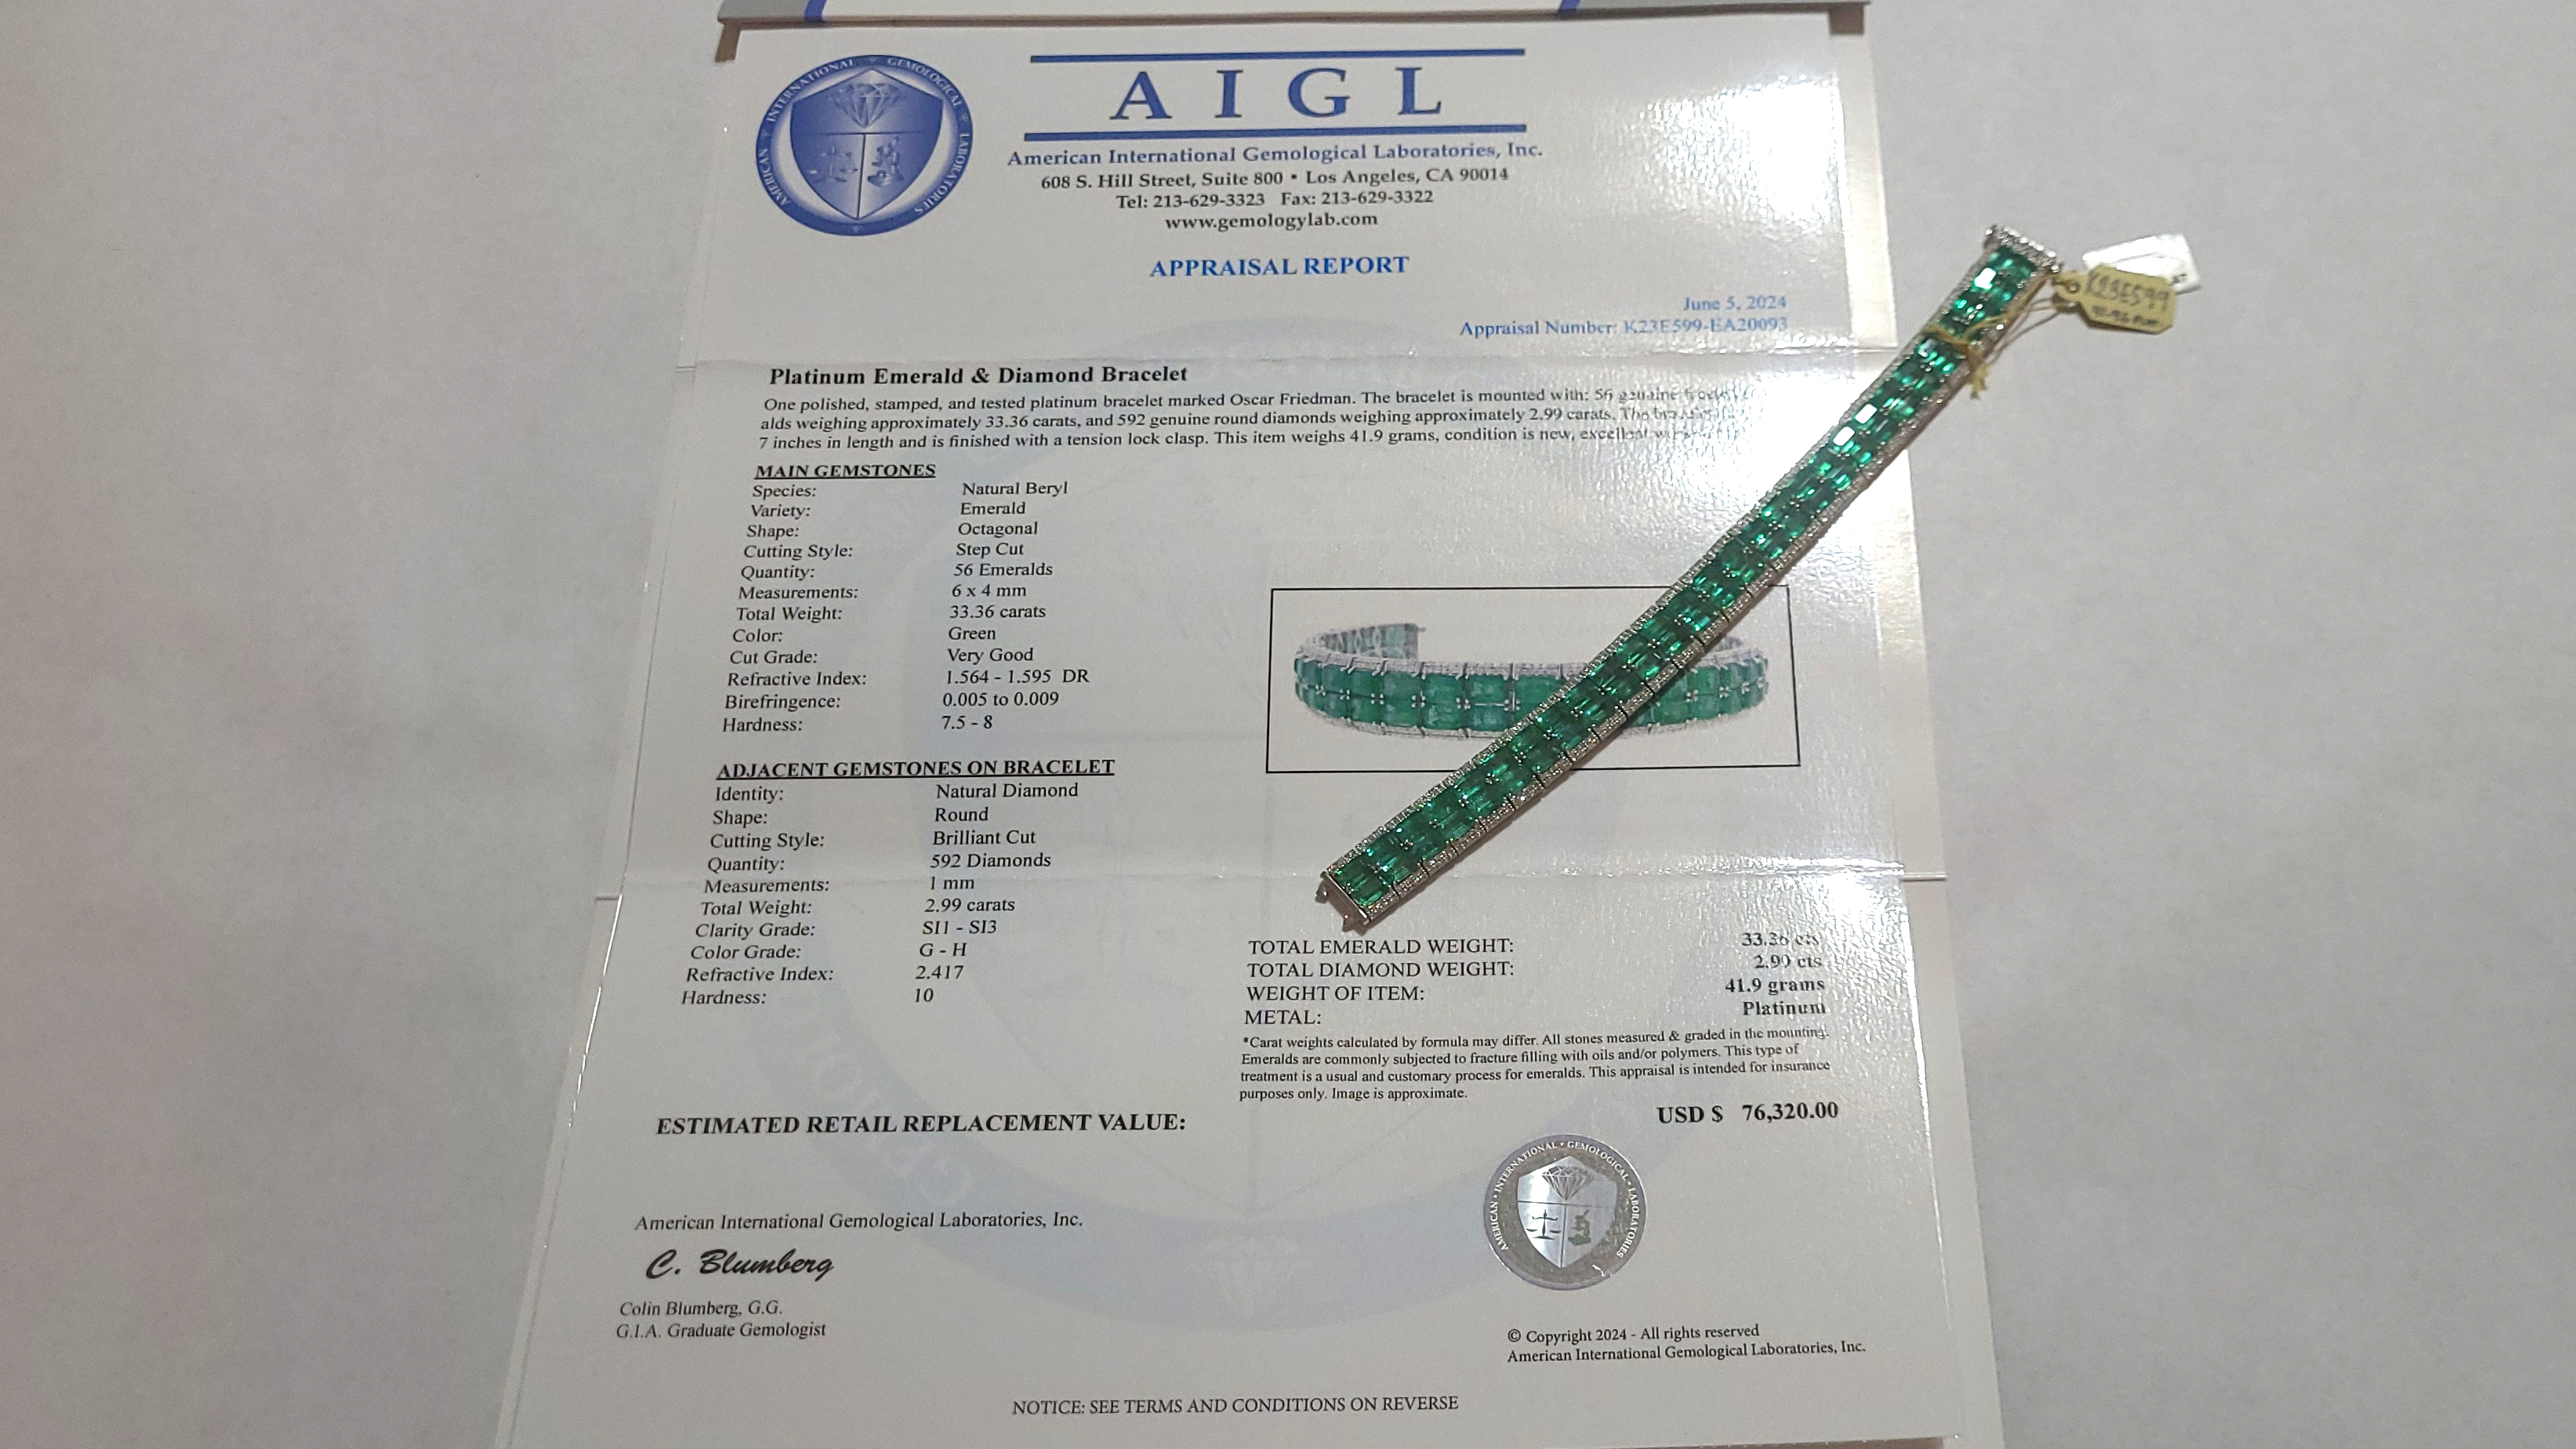 AMERICAN INTERNATIONAL GEMOLOGICAL LABORATORIES
AIGL
American International Gemological Laboratories, Inc.
608 S. Hill Street, Suite 800 • Los Angeles, CA 90014
Tel: 213-629-3323 Fax: 213-629-3322
www.gemologylab.com
APPRAISAL REPORT
June 5, 2024
Appraisal Number: K23E599-EA20093
K23E599
Platinum Emerald & Diamond Bracelet
One polished, stamped, and tested platinum bracelet marked Oscar Friedman. The bracelet is mounted with: 56 genuine
alds weighing approximately 33.36 carats, and 592 genuine round diamonds weighing approximately 2.99 carats. The
7 inches in length and is finished with a tension lock clasp. This item weighs 41.9 grams, condition is new, excellent
MAIN GEMSTONES
Species: Natural Beryl
Variety: Emerald
Shape: Octagonal
Cutting Style: Step Cut
Quantity: 56 Emeralds
Measurements: 6 x 4 mm
Total Weight: 33.36 carats
Color: Green
Cut Grade: Very Good
Refractive Index: 1.564 - 1.595 DR
Birefringence: 0.005 to 0.009
Hardness: 7.5 - 8
ADJACENT GEMSTONES ON BRACELET
Identity: Natural Diamond
Shape: Round
Cutting Style: Brilliant Cut
Quantity: 592 Diamonds
Measurements: 1 mm
Total Weight: 2.99 carats
Clarity Grade: SI1 - SI3
Color Grade: G - H
Refractive Index: 2.417
Hardness: 10
TOTAL EMERALD WEIGHT: 33.36 cts
TOTAL DIAMOND WEIGHT: 2.99 cts
WEIGHT OF ITEM: 41.9 grams
METAL: Platinum
*Carat weights calculated by formula may differ. All stones measured & graded in the mounting.
Emeralds are commonly subjected to fracture filling with oils and/or polymers. This type of
treatment is a usual and customary process for emeralds. This appraisal is intended for insurance
purposes only. Image is approximate.
ESTIMATED RETAIL REPLACEMENT VALUE: USD $ 76,320.00
AMERICAN • INTERNATIONAL • GEMOLOGICAL • LABORATORIES
American International Gemological Laboratories, Inc.
C. Blumberg
Colin Blumberg, G.G.
G.I.A. Graduate Gemologist
© Copyright 2024 - All rights reserved
American International Gemological Laboratories, Inc.
NOTICE: SEE TERMS AND CONDITIONS ON REVERSE